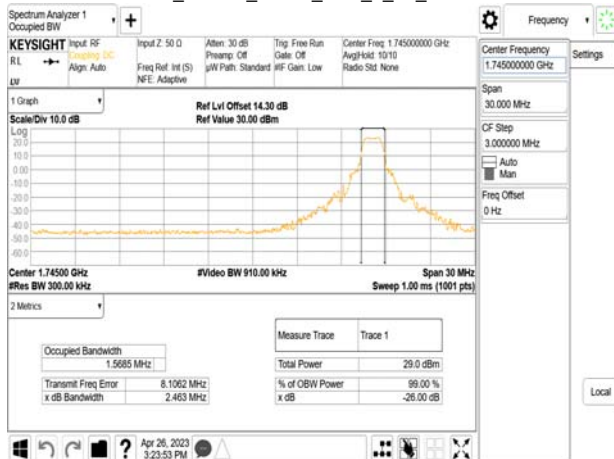 Spectrum Analyzer 1
Occupied BW
Frequency
KEYSIGHT
RL
Input: RF
Coupling: DC
Align: Auto
Input Z: 50 Ω
Freq Ref: Int (S)
NFE: Adaptive
Atten: 30 dB
Preamp: Off
µW Path: Standard
Trig: Free Run
Gate: Off
#IF Gain: Low
Center Freq: 1.745000000 GHz
Avg|Hold: 10/10
Radio Std: None
1 Graph
Scale/Div 10.0 dB
Ref Lvl Offset 14.30 dB
Ref Value 30.00 dBm
Log
20.0
10.0
0.00
-10.0
-20.0
-30.0
-40.0
-50.0
-60.0
Center 1.74500 GHz
#Video BW 910.00 kHz
Span 30 MHz
#Res BW 300.00 kHz
Sweep 1.00 ms (1001 pts)
2 Metrics
Occupied Bandwidth
1.5685 MHz
Transmit Freq Error 8.1062 MHz
x dB Bandwidth 2.463 MHz
Measure Trace Trace 1
Total Power 29.0 dBm
% of OBW Power 99.00 %
x dB -26.00 dB
Center Frequency
1.745000000 GHz
Span
30.000 MHz
CF Step
3.000000 MHz
Auto
Man
Freq Offset
0 Hz
Settings
Local
Apr 26, 2023
3:23:53 PM